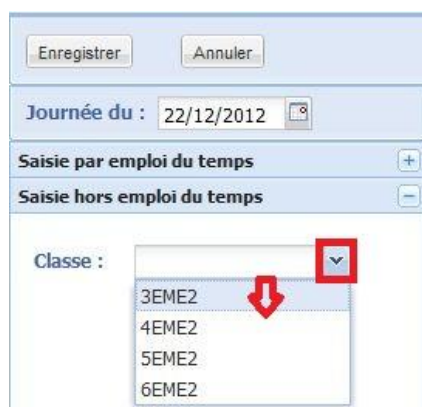 Enregistrer Annuler
Journée du : 22/12/2012
Saisie par emploi du temps
Saisie hors emploi du temps
Classe :
3EME2
4EME2
5EME2
6EME2